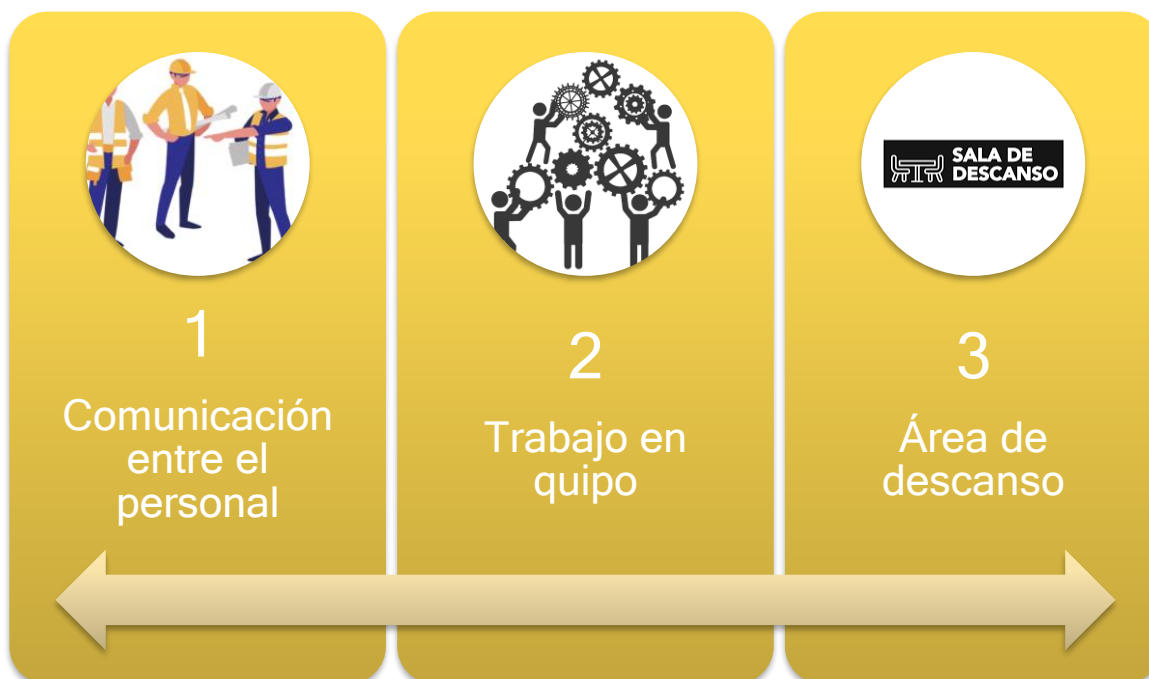 SALA DE
DESCANSO
1
Comunicación
entre el
personal
2
Trabajo en
quipo
3
Área de
descanso